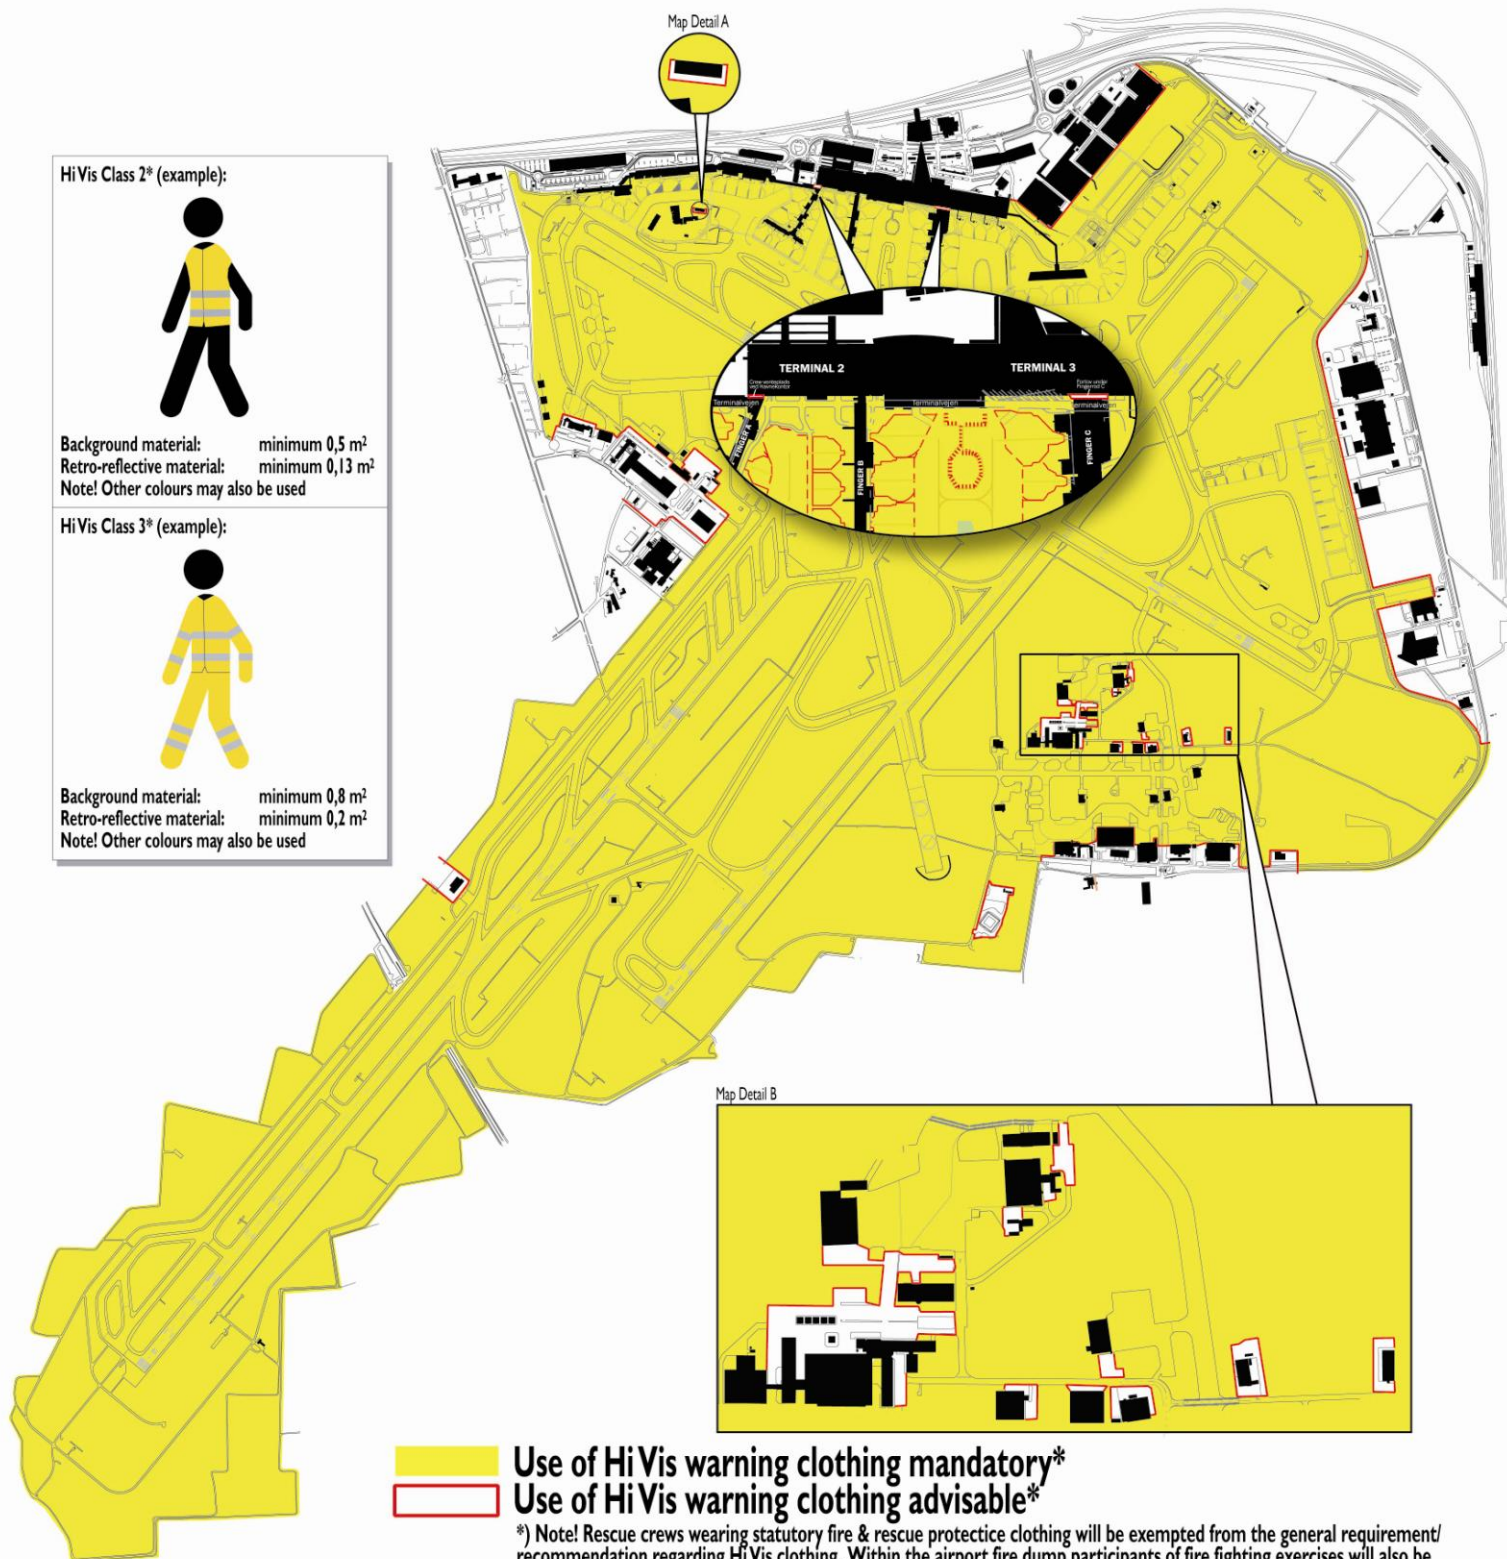 Map Detail A
Hi Vis Class 2* (example):
Background material: minimum 0,5 m²
Retro-reflective material: minimum 0,13 m²
Note! Other colours may also be used
Hi Vis Class 3* (example):
Background material: minimum 0,8 m²
Retro-reflective material: minimum 0,2 m²
Note! Other colours may also be used
TERMINAL 2
TERMINAL 3
Terminalvejen
Terminalvejen
Terminalvejen
FINGER A
FINGER B
FINGER C
Map Detail B
Use of Hi Vis warning clothing mandatory*
Use of Hi Vis warning clothing advisable*
*) Note! Rescue crews wearing statutory fire & rescue protectice clothing will be exempted from the general requirement/
recommendation regarding Hi Vis clothing. Within the airport fire dump participants of fire fighting exercises will also be